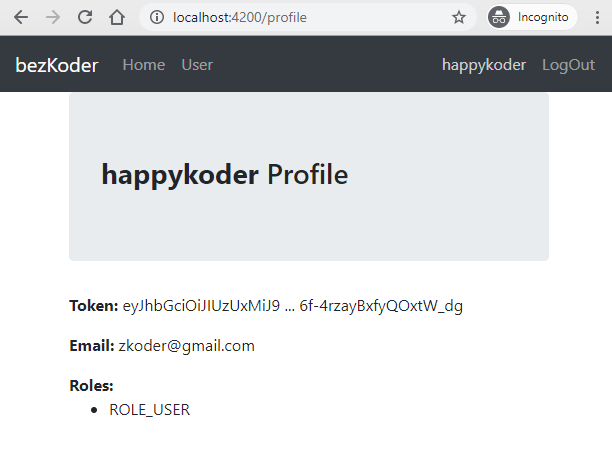 localhost:4200/profile
Incognito
bezKoder Home User happykoder LogOut
happykoder Profile
Token: eyJhbGciOiJIUzUxMiJ9 ... 6f-4rzayBxfyQOxtW_dg
Email: zkoder@gmail.com
Roles:
• ROLE_USER